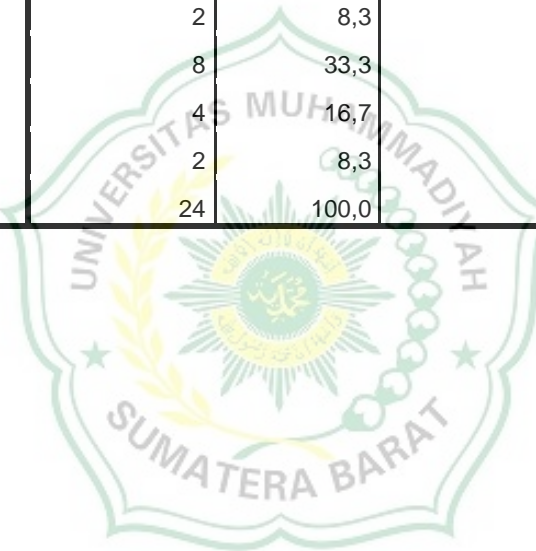 2 8,3
8 33,3
4 16,7
2 8,3
24 100,0
UNIVERSITAS MUHAMMADIYAH
SUMATERA BARAT